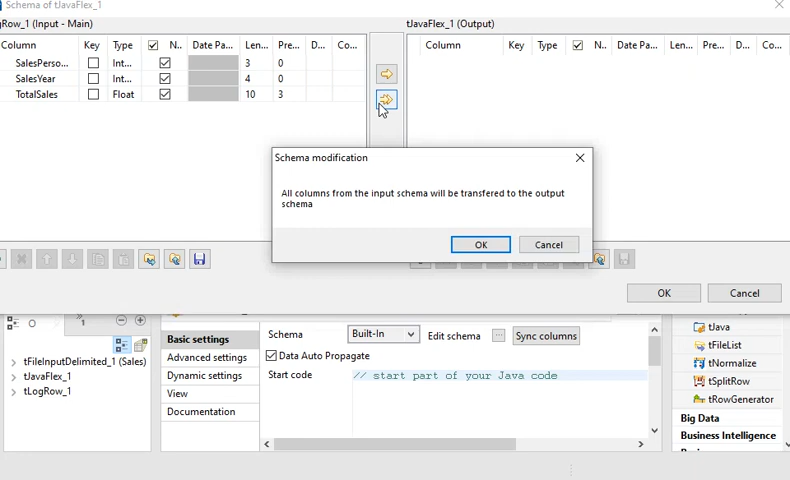 Schema of tJavaFlex_1
gRow_1 (Input - Main)
tJavaFlex_1 (Output)
Column Key Type N.. Date Pa... Len... Pre... D... Co...
Column Key Type N.. Date Pa... Len... Pre... D... Co...
SalesPerso... Int... 3 0
SalesYear Int... 4 0
TotalSales Float 10 3
Schema modification
All columns from the input schema will be transfered to the output
schema
OK Cancel
OK Cancel
1
tFileInputDelimited_1 (Sales)
tJavaFlex_1
tLogRow_1
Basic settings
Advanced settings
Dynamic settings
View
Documentation
Schema Built-In Edit schema ... Sync columns
Data Auto Propagate
Start code // start part of your Java code
tJava
tFileList
tNormalize
tSplitRow
tRowGenerator
Big Data
Business Intelligence